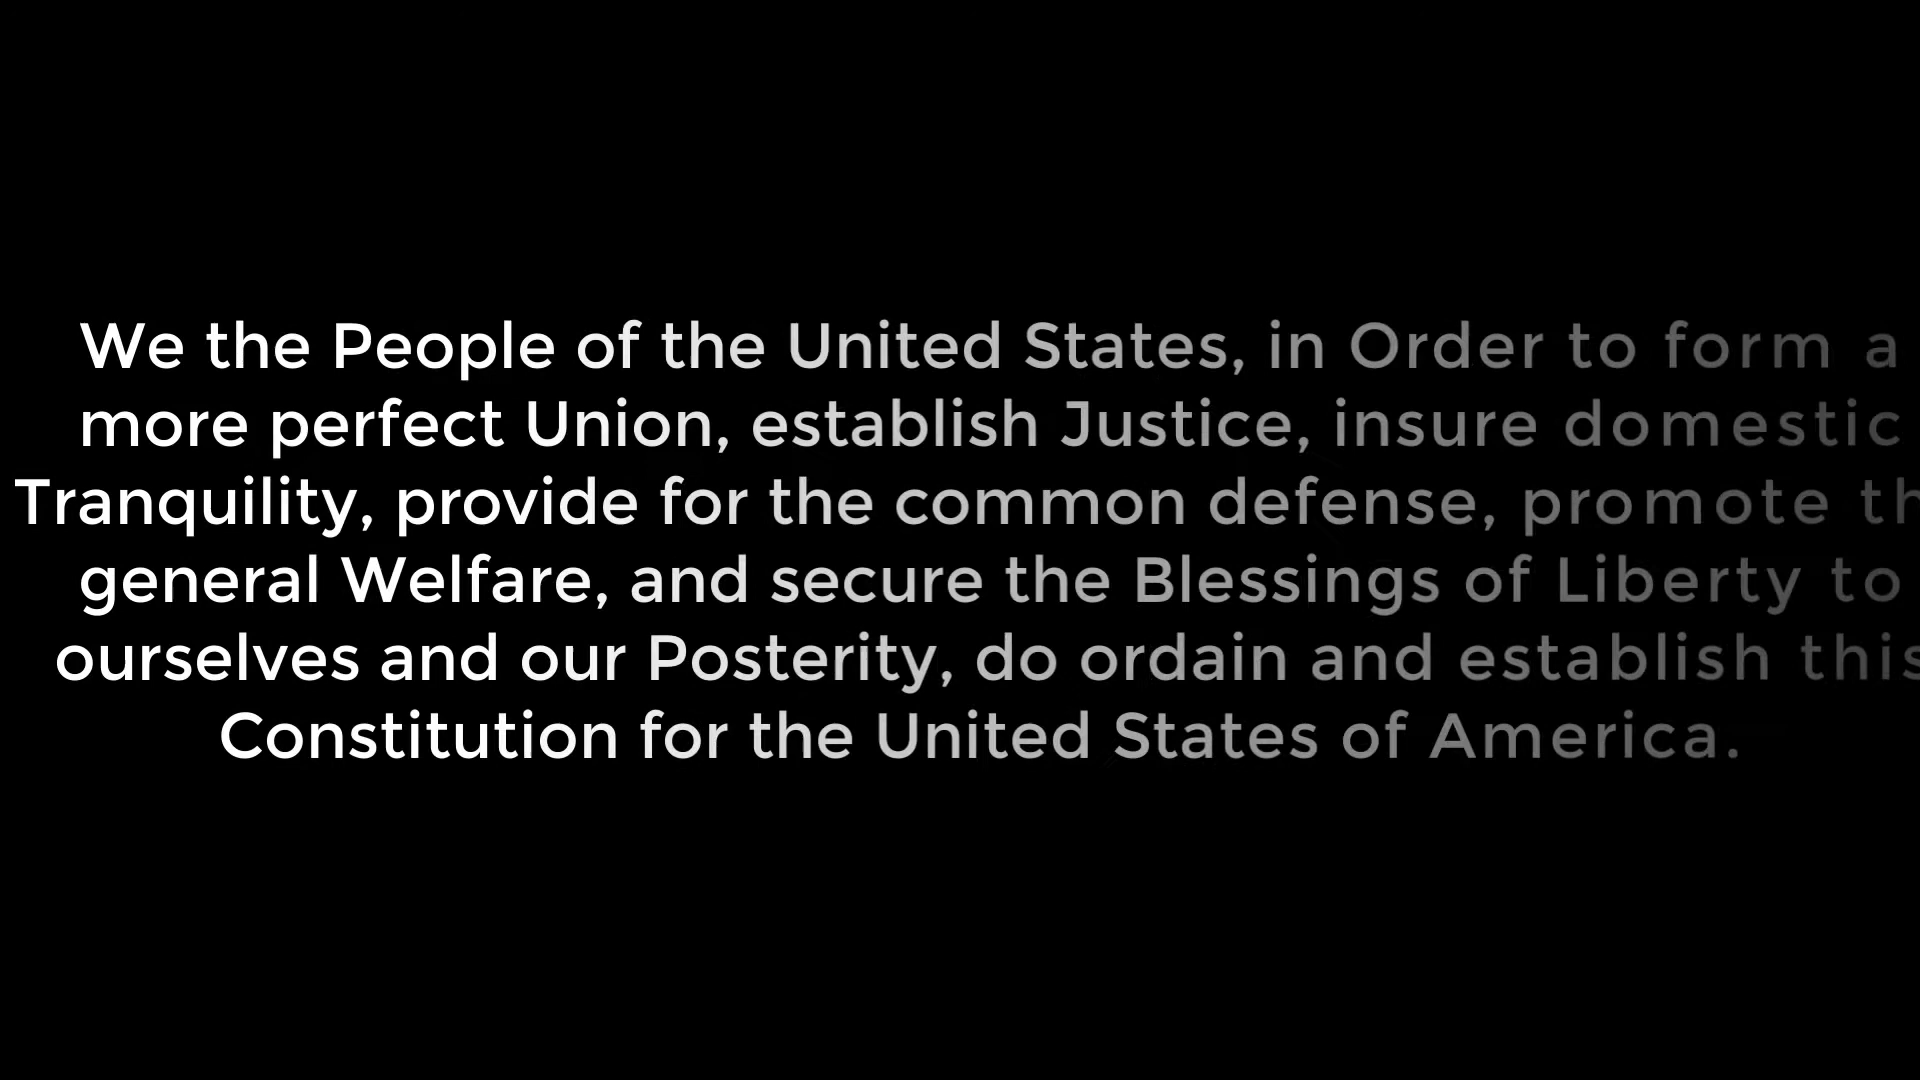 We the People of the United States, in Order to form a
more perfect Union, establish Justice, insure domestic
Tranquility, provide for the common defense, promote th
general Welfare, and secure the Blessings of Liberty to
ourselves and our Posterity, do ordain and establish this
Constitution for the United States of America.